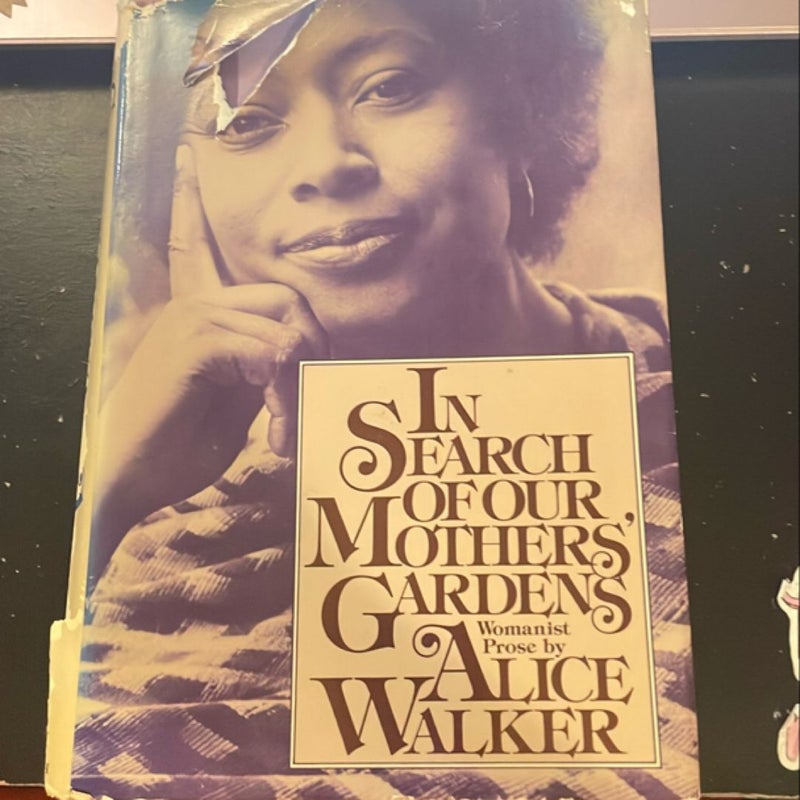 In
Search
of our
Mothers'
Gardens
Womanist
Prose by
Alice
Walker